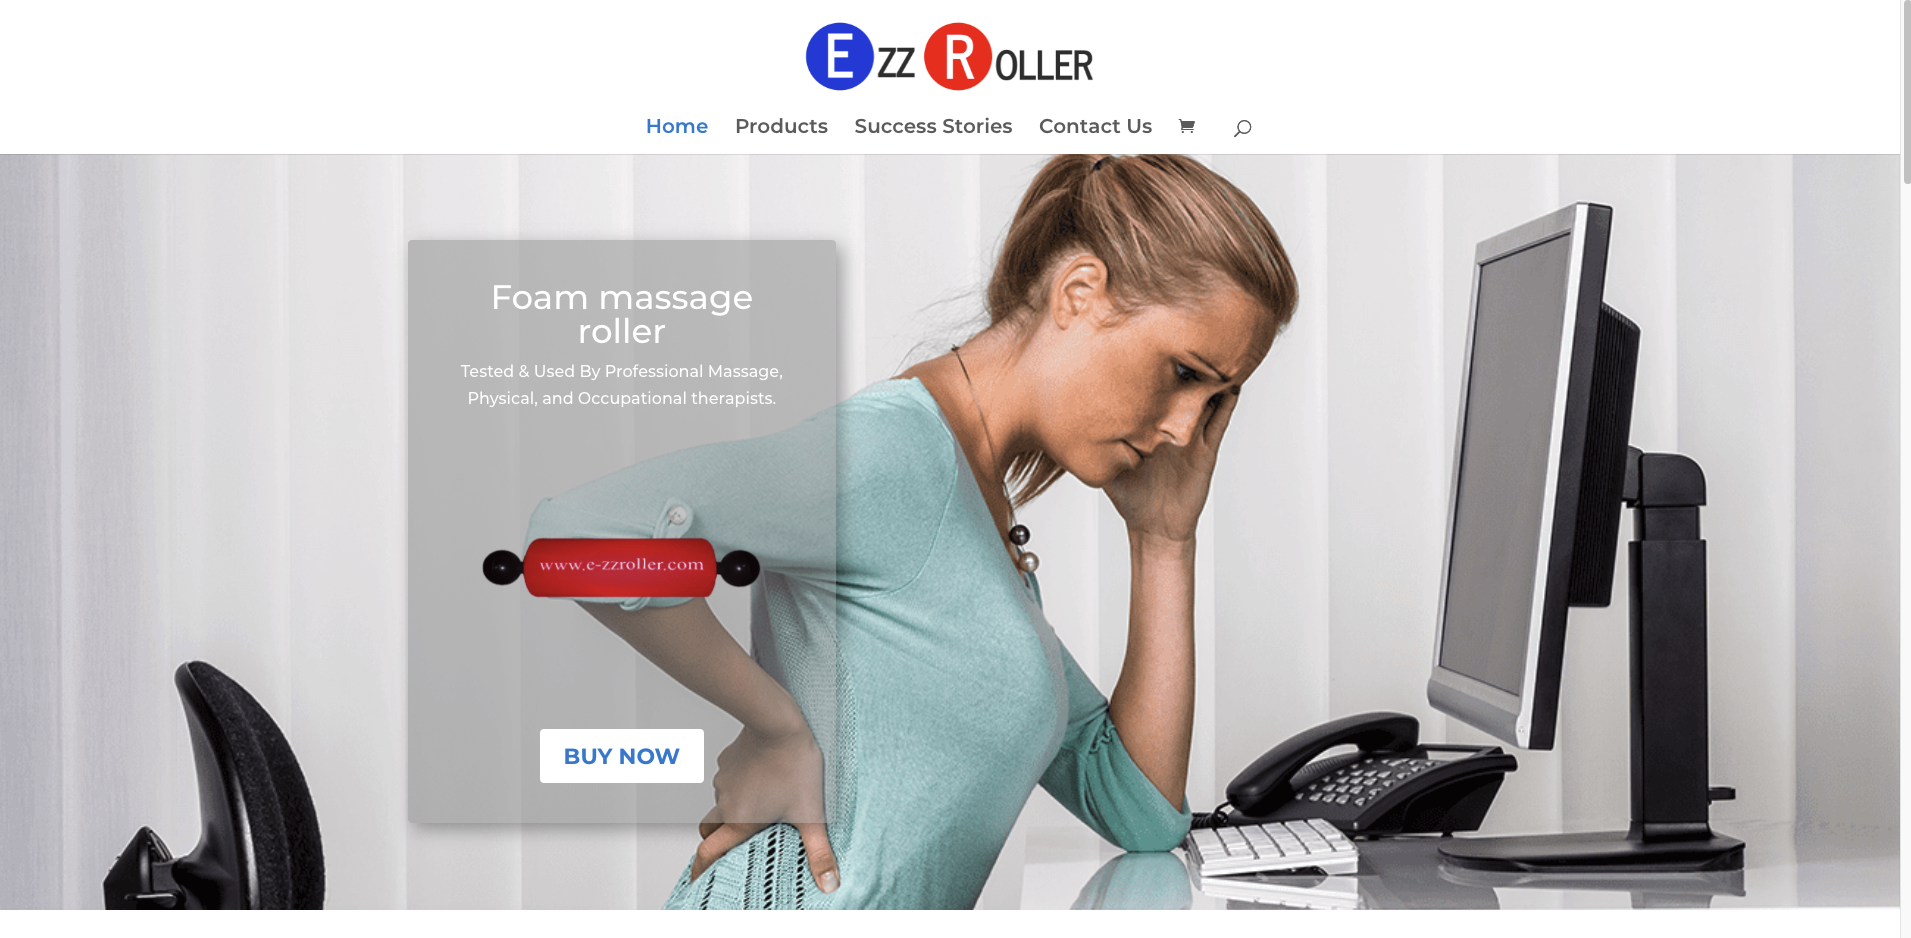 EZZ ROLLER
Home Products Success Stories Contact Us
Foam massage
roller
Tested & Used By Professional Massage,
Physical, and Occupational therapists.
www.e-zzroller.com
BUY NOW